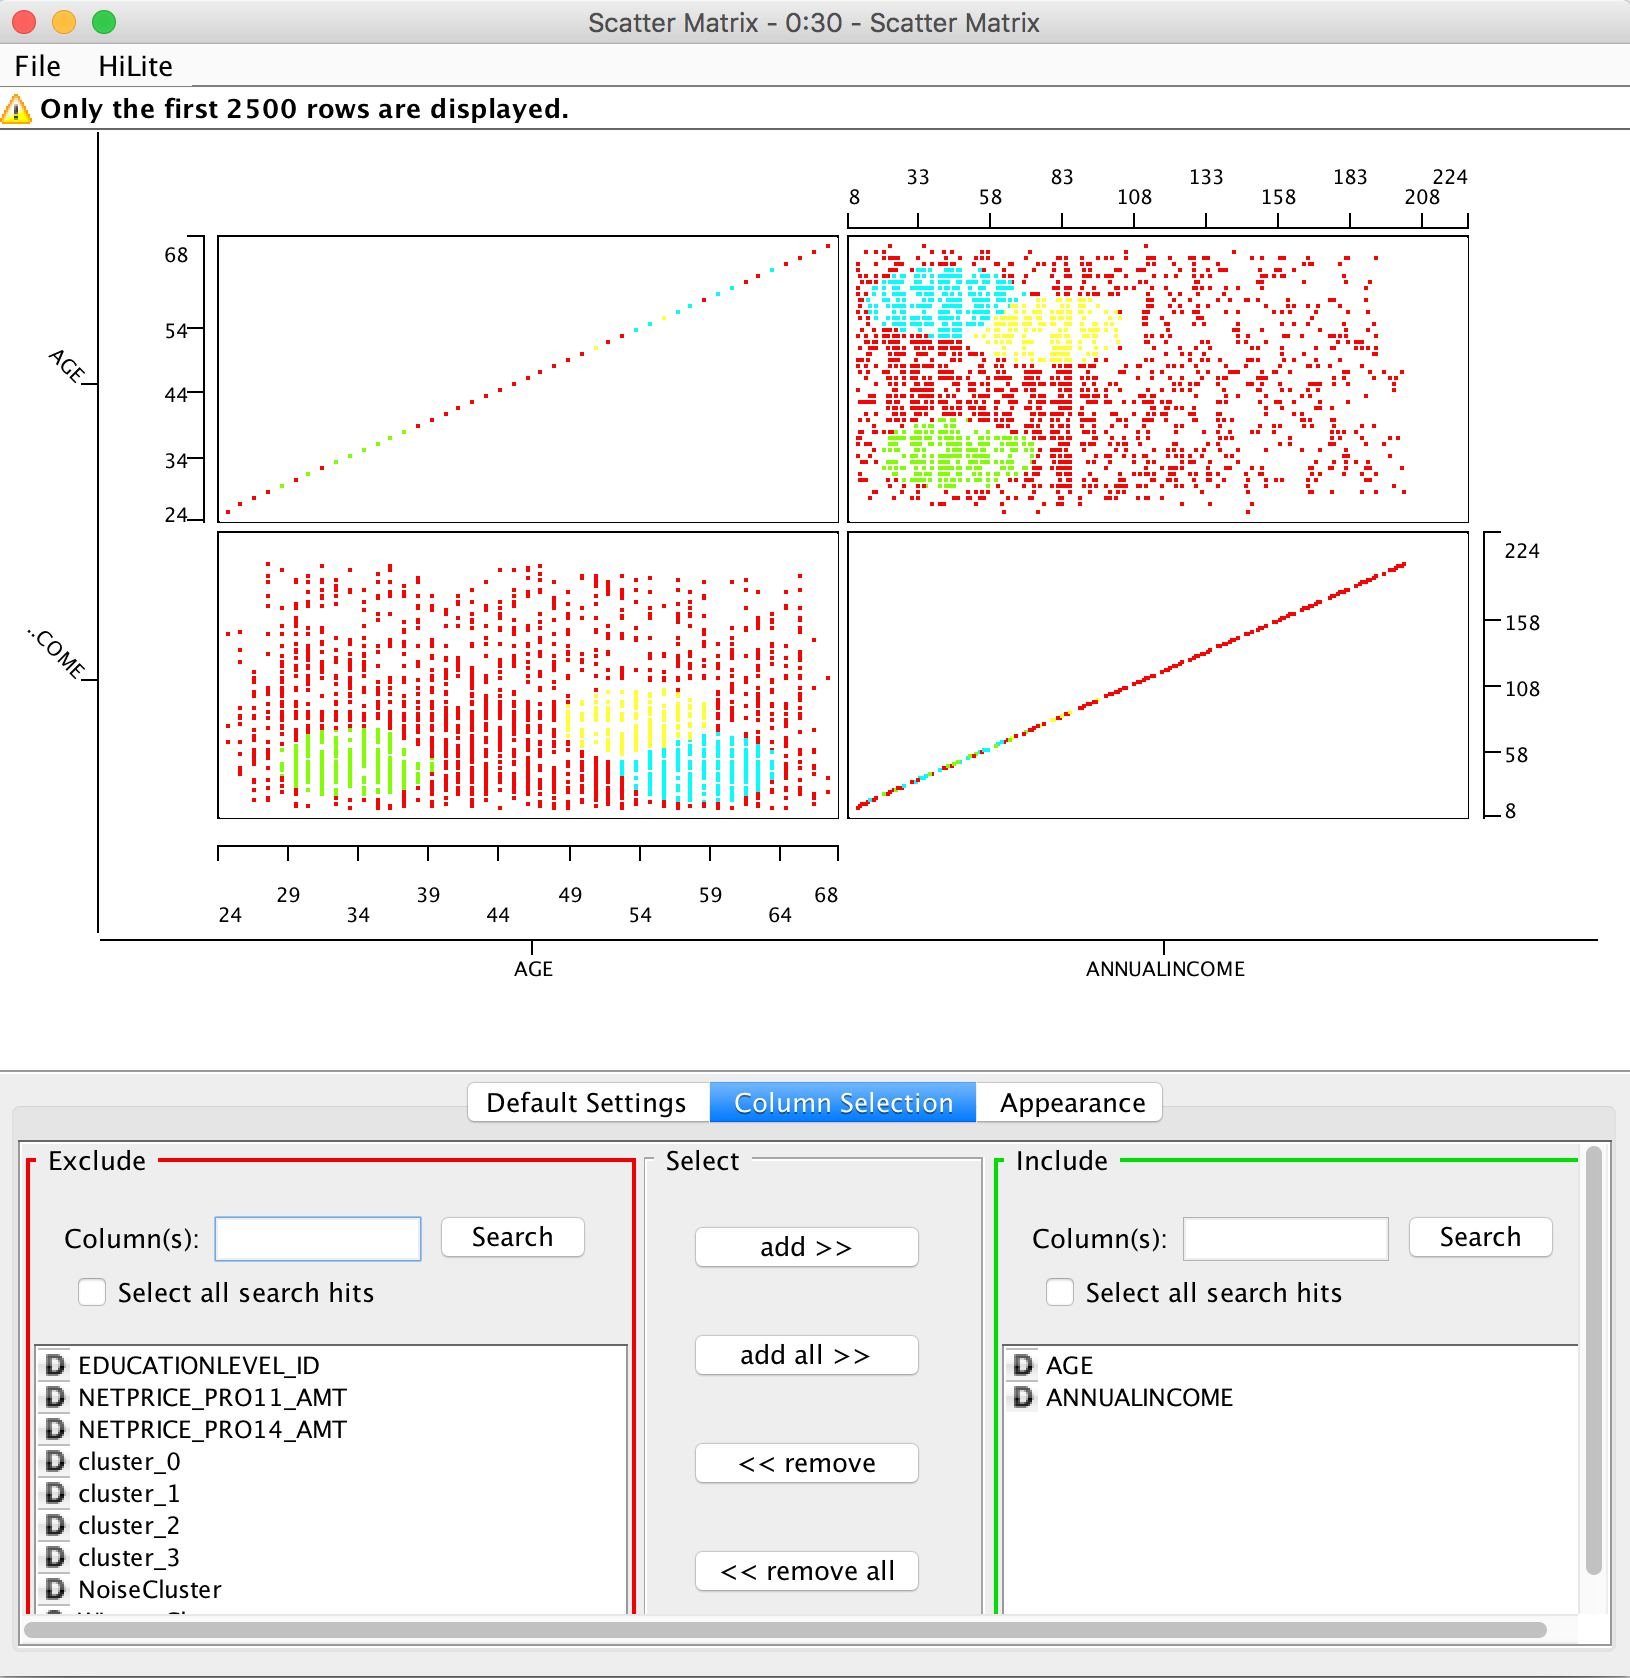 Scatter Matrix - 0:30 - Scatter Matrix
File HiLite
Only the first 2500 rows are displayed.
33 83 133 183 224
8 58 108 158 208
68
54
44
34
24
AGE
224
158
108
58
8
..COME
29 39 49 59 68
24 34 44 54 64
AGE ANNUALINCOME
Default Settings Column Selection Appearance
Exclude Select Include
Column(s): Search add >> Column(s): Search
Select all search hits Select all search hits
add all >>
EDUCATIONLEVEL_ID
NETPRICE_PRO11_AMT
NETPRICE_PRO14_AMT
cluster_0
cluster_1
cluster_2
cluster_3
NoiseCluster
<< remove
<< remove all
D AGE
D ANNUALINCOME